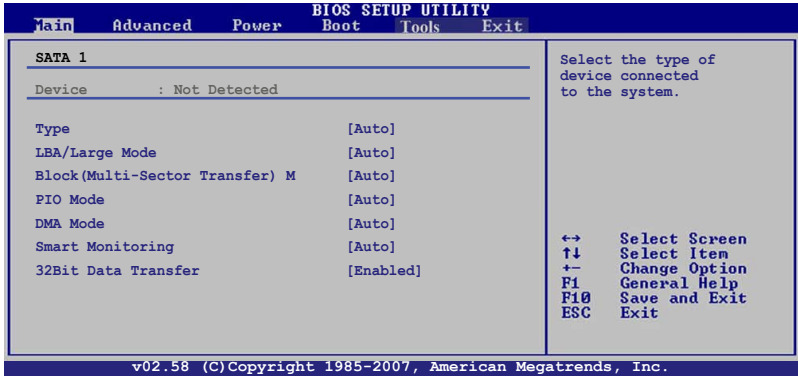 BIOS SETUP UTILITY
Main Advanced Power Boot Tools Exit
SATA 1
Device : Not Detected
Type [Auto]
LBA/Large Mode [Auto]
Block(Multi-Sector Transfer) M [Auto]
PIO Mode [Auto]
DMA Mode [Auto]
Smart Monitoring [Auto]
32Bit Data Transfer [Enabled]
Select the type of
device connected
to the system.
←→ Select Screen
↑↓ Select Item
+- Change Option
F1 General Help
F10 Save and Exit
ESC Exit
v02.58 (C)Copyright 1985-2007, American Megatrends, Inc.